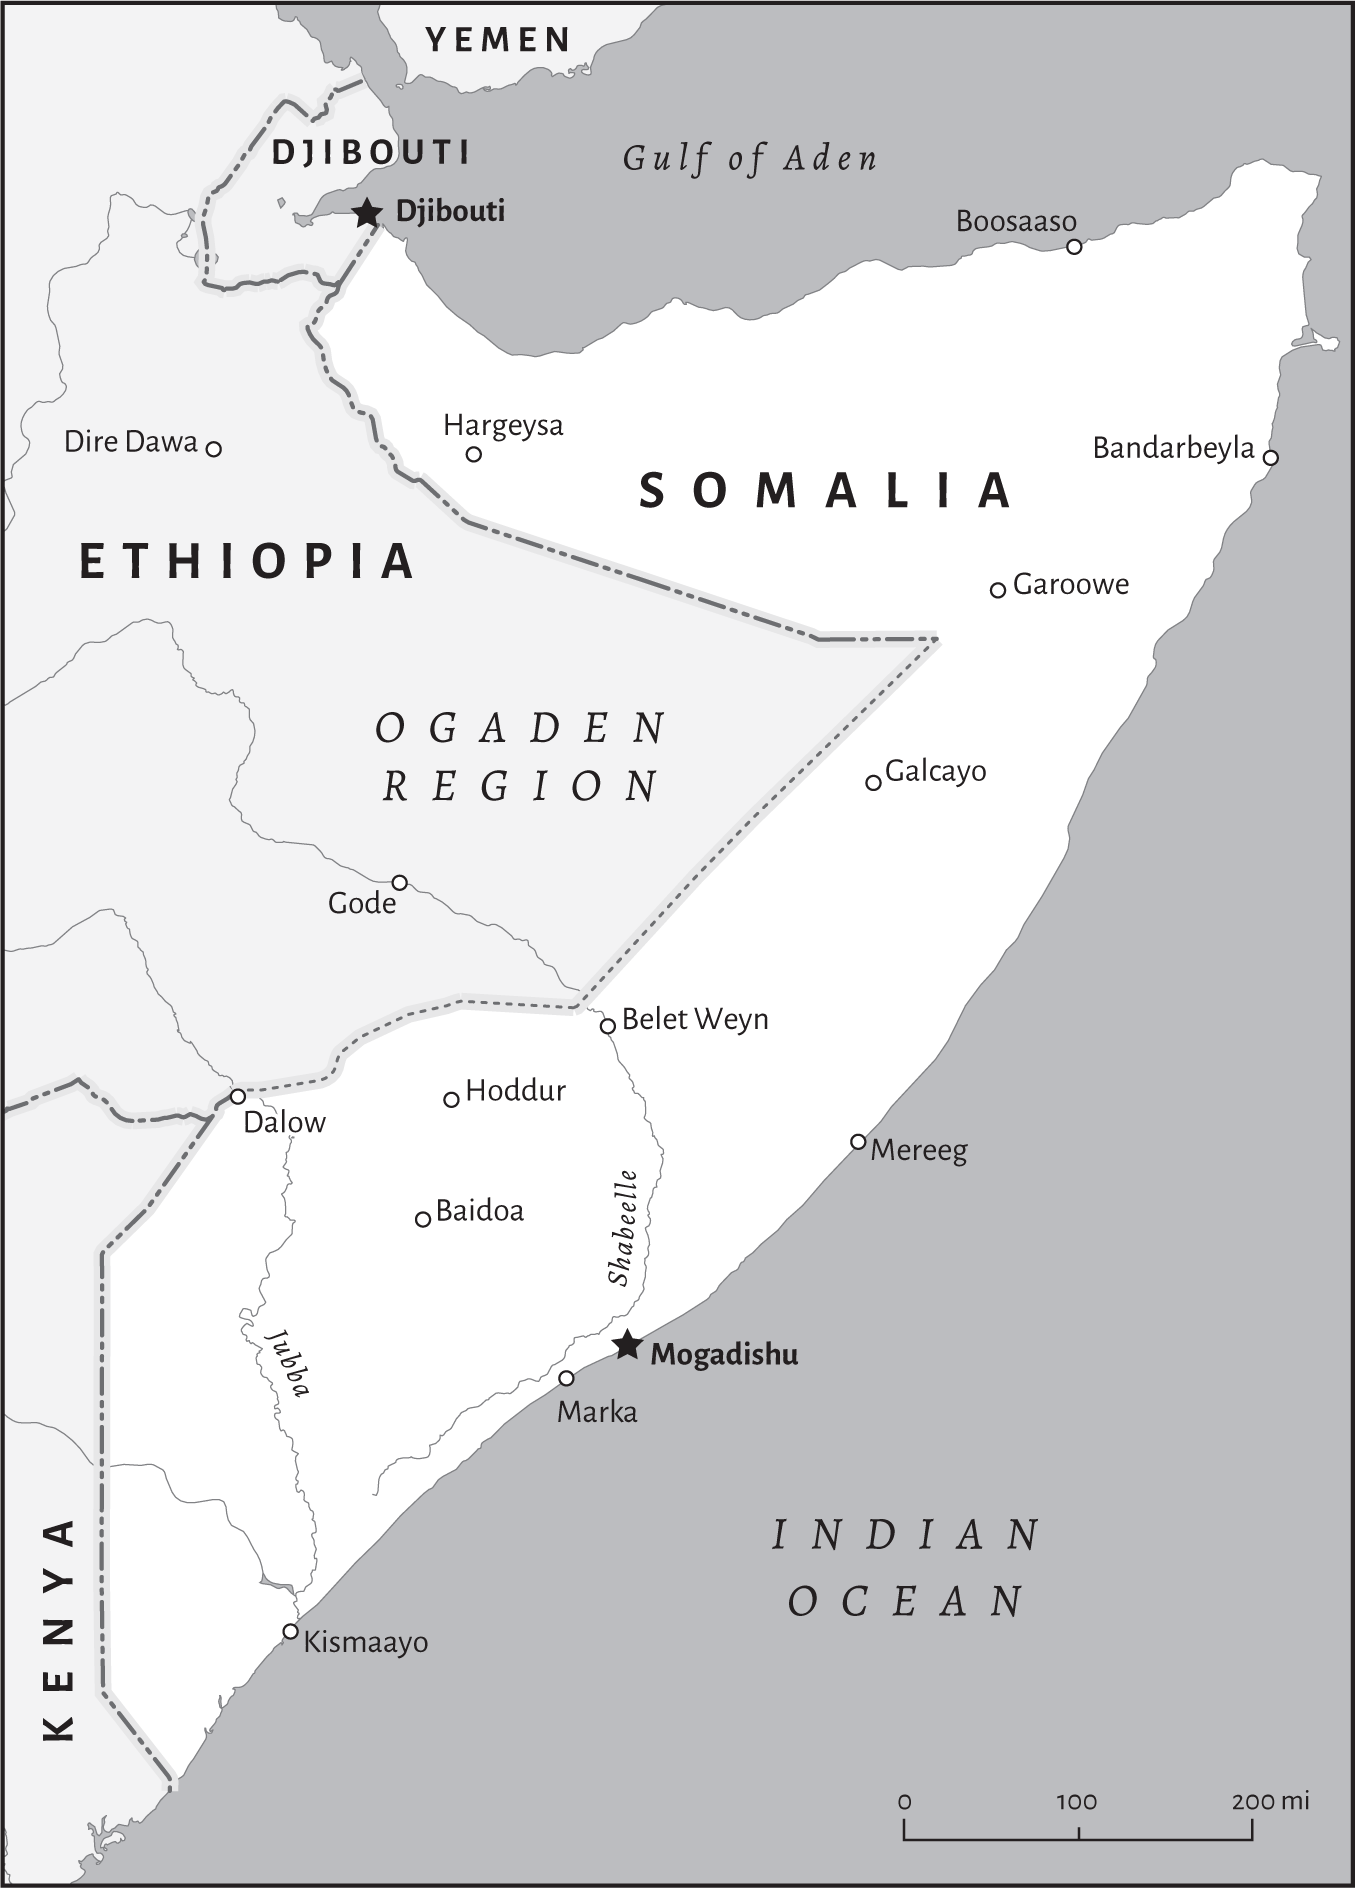 YEMEN
DJIBOUTI
Gulf of Aden
Djibouti
Boosaaso
Hargeysa
Dire Dawa
Bandarbeyla
SOMALIA
ETHIOPIA
Garoowe
OGADEN
REGION
Galcayo
Gode
Belet Weyn
Hoddur
Dalow
Mereeg
Baidoa
Shabeelle
Jubba
Mogadishu
Marka
KENYA
INDIAN
OCEAN
Kismaayo
0 100 200 mi